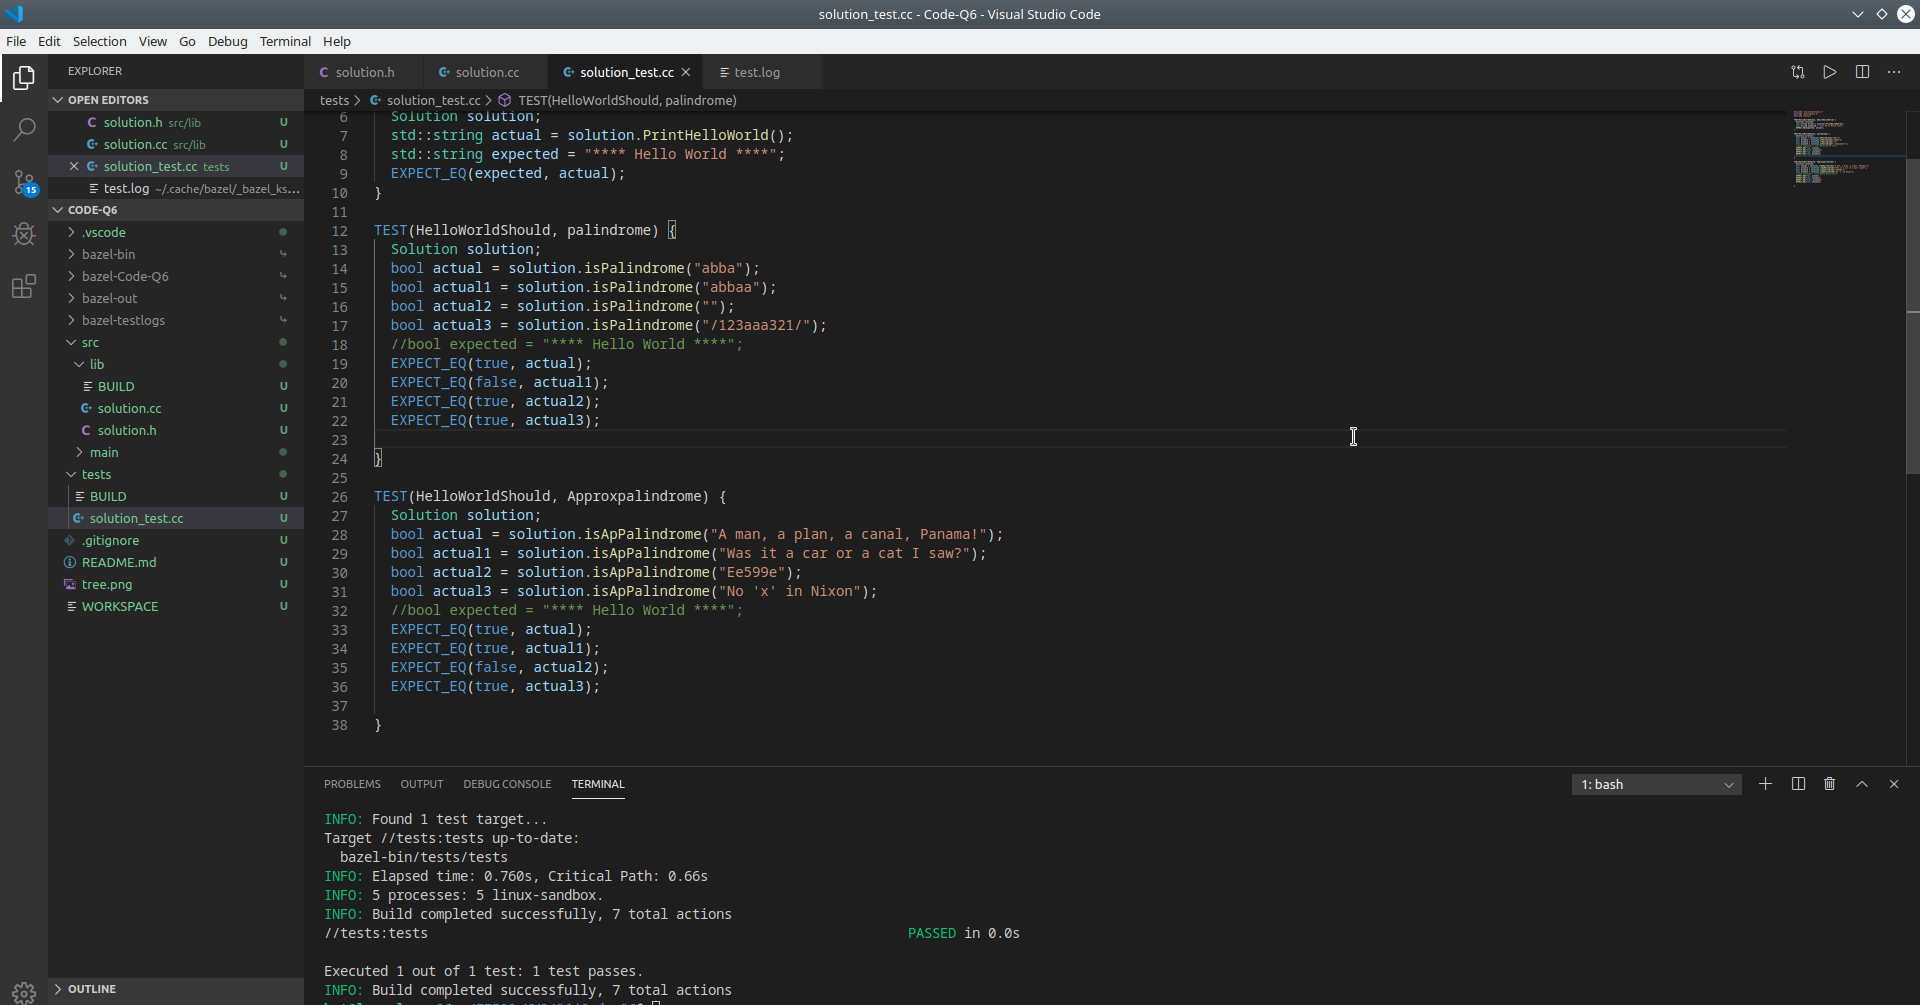 solution_test.cc - Code-Q6 - Visual Studio Code
File Edit Selection View Go Debug Terminal Help
EXPLORER
OPEN EDITORS
solution.h src/lib U
solution.cc src/lib U
solution_test.cc tests U
test.log ~/.cache/bazel/_bazel_ks...
15
CODE-Q6
.vscode
bazel-bin
bazel-Code-Q6
bazel-out
bazel-testlogs
src
lib
BUILD U
solution.cc U
solution.h U
main
tests
BUILD U
solution_test.cc U
.gitignore U
README.md U
tree.png U
WORKSPACE U
OUTLINE
solution.h solution.cc solution_test.cc test.log
tests > solution_test.cc > TEST(HelloWorldShould, palindrome)
6 Solution solution;
7 std::string actual = solution.PrintHelloWorld();
8 std::string expected = "**** Hello World ****";
9 EXPECT_EQ(expected, actual);
10 }
11
12 TEST(HelloWorldShould, palindrome) {
13 Solution solution;
14 bool actual = solution.isPalindrome("abba");
15 bool actual1 = solution.isPalindrome("abbaa");
16 bool actual2 = solution.isPalindrome("");
17 bool actual3 = solution.isPalindrome("/123aaa321/");
18 //bool expected = "**** Hello World ****";
19 EXPECT_EQ(true, actual);
20 EXPECT_EQ(false, actual1);
21 EXPECT_EQ(true, actual2);
22 EXPECT_EQ(true, actual3);
23
24 }
25
26 TEST(HelloWorldShould, Approxpalindrome) {
27 Solution solution;
28 bool actual = solution.isApPalindrome("A man, a plan, a canal, Panama!");
29 bool actual1 = solution.isApPalindrome("Was it a car or a cat I saw?");
30 bool actual2 = solution.isApPalindrome("Ee599e");
31 bool actual3 = solution.isApPalindrome("No 'x' in Nixon");
32 //bool expected = "**** Hello World ****";
33 EXPECT_EQ(true, actual);
34 EXPECT_EQ(true, actual1);
35 EXPECT_EQ(false, actual2);
36 EXPECT_EQ(true, actual3);
37
38 }
PROBLEMS OUTPUT DEBUG CONSOLE TERMINAL 1: bash
INFO: Found 1 test target...
Target //tests:tests up-to-date:
bazel-bin/tests/tests
INFO: Elapsed time: 0.760s, Critical Path: 0.66s
INFO: 5 processes: 5 linux-sandbox.
INFO: Build completed successfully, 7 total actions
//tests:tests PASSED in 0.0s
Executed 1 out of 1 test: 1 test passes.
INFO: Build completed successfully, 7 total actions